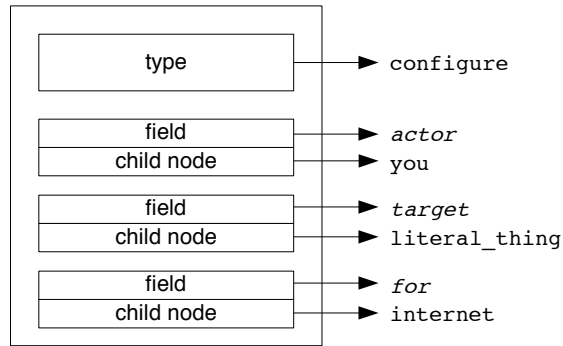 type configure
field actor
child node you
field target
child node literal_thing
field for
child node internet